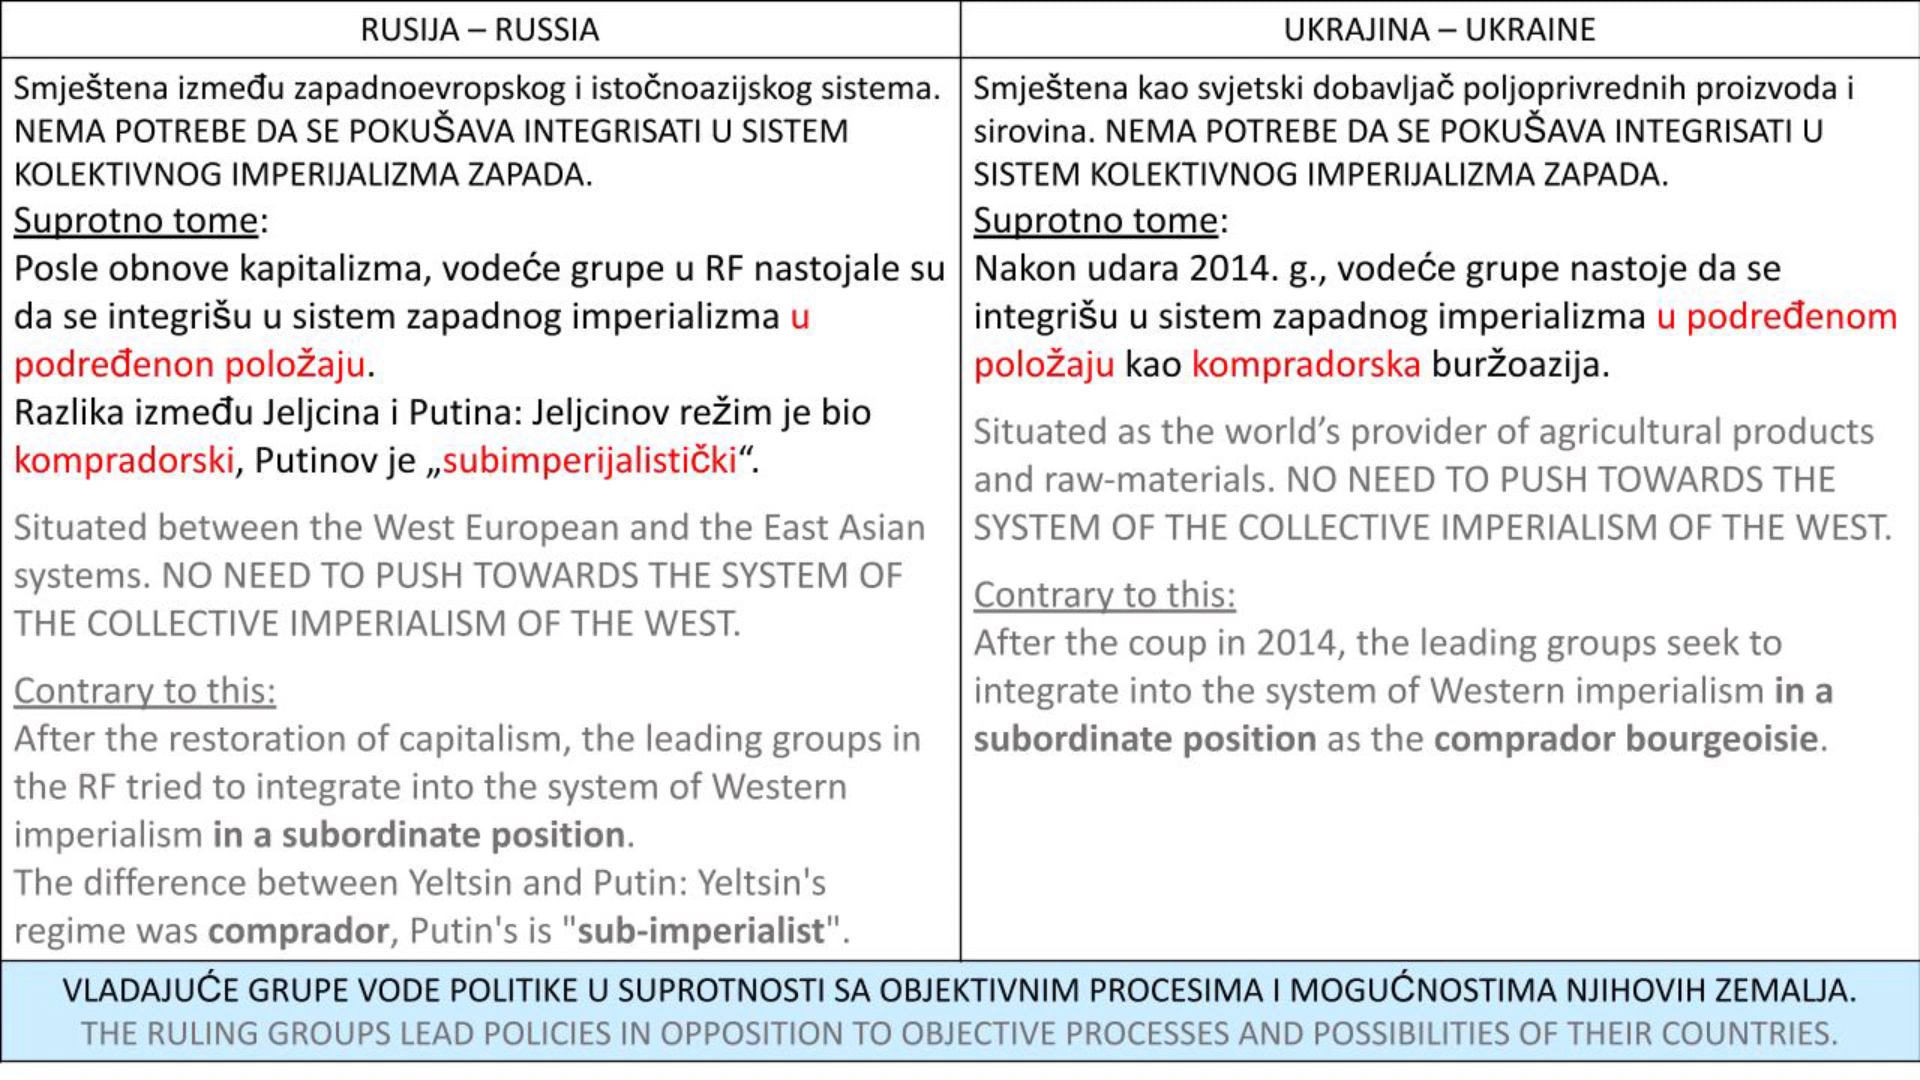 RUSIJA – RUSSIA
UKRAJINA – UKRAINE
Smještena između zapadnoevropskog i istočnoazijskog sistema.
NEMA POTREBE DA SE POKUŠAVA INTEGRISATI U SISTEM
KOLEKTIVNOG IMPERIJALIZMA ZAPADA.
Suprotno tome:
Posle obnove kapitalizma, vodeće grupe u RF nastojale su
da se integrišu u sistem zapadnog imperializma u
podređenon položaju.
Razlika između Jeljcina i Putina: Jeljcinov režim je bio
kompradorski, Putinov je „subimperijalistički“.
Situated between the West European and the East Asian
systems. NO NEED TO PUSH TOWARDS THE SYSTEM OF
THE COLLECTIVE IMPERIALISM OF THE WEST.
Contrary to this:
After the restoration of capitalism, the leading groups in
the RF tried to integrate into the system of Western
imperialism in a subordinate position.
The difference between Yeltsin and Putin: Yeltsin's
regime was comprador, Putin's is "sub-imperialist".
Smještena kao svjetski dobavljač poljoprivrednih proizvoda i
sirovina. NEMA POTREBE DA SE POKUŠAVA INTEGRISATI U
SISTEM KOLEKTIVNOG IMPERIJALIZMA ZAPADA.
Suprotno tome:
Nakon udara 2014. g., vodeće grupe nastoje da se
integrišu u sistem zapadnog imperializma u podređenom
položaju kao kompradorska buržoazija.
Situated as the world’s provider of agricultural products
and raw-materials. NO NEED TO PUSH TOWARDS THE
SYSTEM OF THE COLLECTIVE IMPERIALISM OF THE WEST.
Contrary to this:
After the coup in 2014, the leading groups seek to
integrate into the system of Western imperialism in a
subordinate position as the comprador bourgeoisie.
VLADAJUĆE GRUPE VODE POLITIKE U SUPROTNOSTI SA OBJEKTIVNIM PROCESIMA I MOGUĆNOSTIMA NJIHOVIH ZEMALJA.
THE RULING GROUPS LEAD POLICIES IN OPPOSITION TO OBJECTIVE PROCESSES AND POSSIBILITIES OF THEIR COUNTRIES.